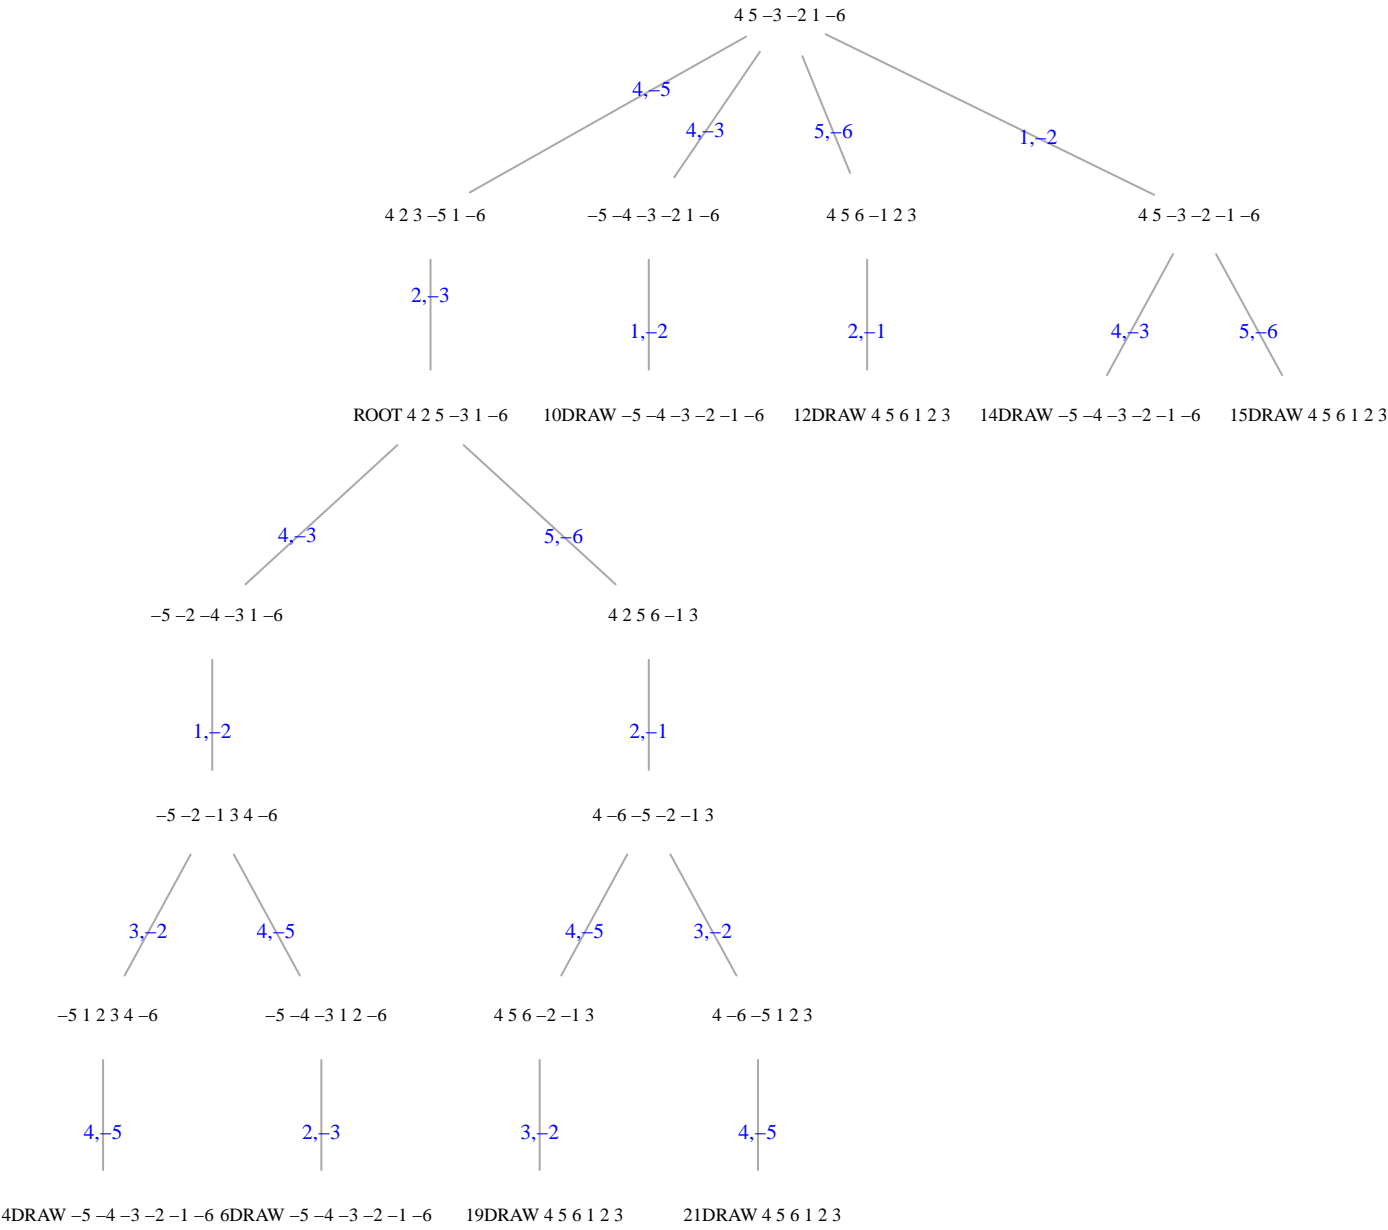 4 5 –3 –2 1 –6
4,–5
4,–3
5,–6
1,–2
4 2 3 –5 1 –6
–5 –4 –3 –2 1 –6
4 5 6 –1 2 3
4 5 –3 –2 –1 –6
2,–3
1,–2
2,–1
4,–3
5,–6
ROOT 4 2 5 –3 1 –6
10DRAW –5 –4 –3 –2 –1 –6
12DRAW 4 5 6 1 2 3
14DRAW –5 –4 –3 –2 –1 –6
15DRAW 4 5 6 1 2 3
4,–3
5,–6
–5 –2 –4 –3 1 –6
4 2 5 6 –1 3
1,–2
2,–1
–5 –2 –1 3 4 –6
4 –6 –5 –2 –1 3
3,–2
4,–5
4,–5
3,–2
–5 1 2 3 4 –6
–5 –4 –3 1 2 –6
4 5 6 –2 –1 3
4 –6 –5 1 2 3
4,–5
2,–3
3,–2
4,–5
4DRAW –5 –4 –3 –2 –1 –6
6DRAW –5 –4 –3 –2 –1 –6
19DRAW 4 5 6 1 2 3
21DRAW 4 5 6 1 2 3